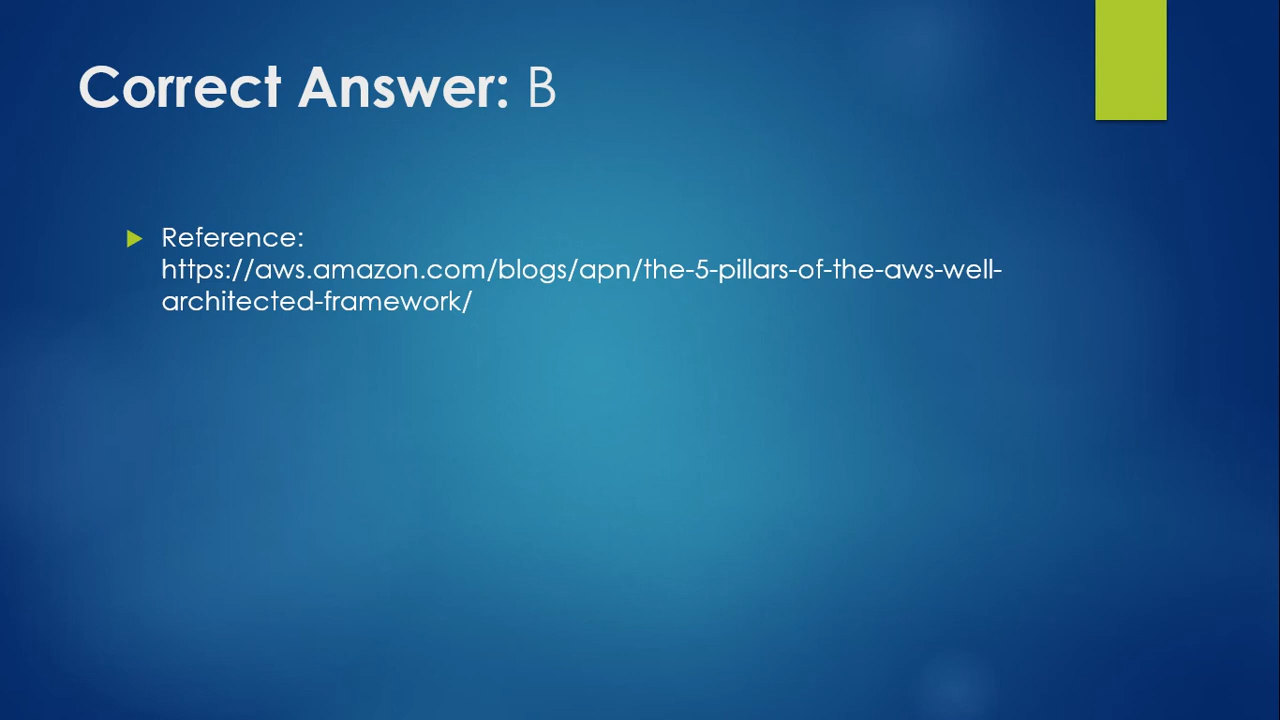 Correct Answer: B
Reference:
https://aws.amazon.com/blogs/apn/the-5-pillars-of-the-aws-well-
architected-framework/